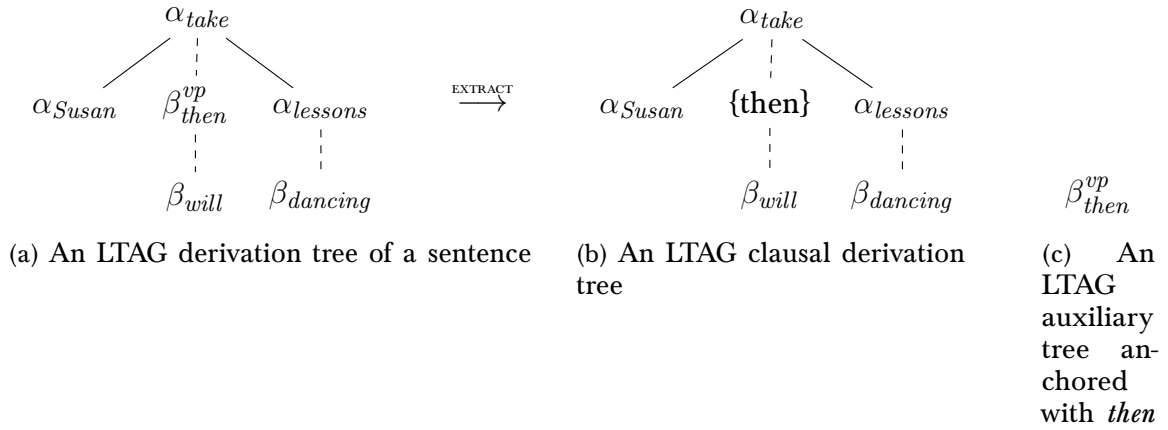 α_take α_take
α_Susan β^vp_then α_lessons EXTRACT ⟶ α_Susan {then} α_lessons
β_will β_dancing β_will β_dancing β^vp_then
(a) An LTAG derivation tree of a sentence
(b) An LTAG clausal derivation
tree
(c) An
LTAG
auxiliary
tree an-
chored
with then